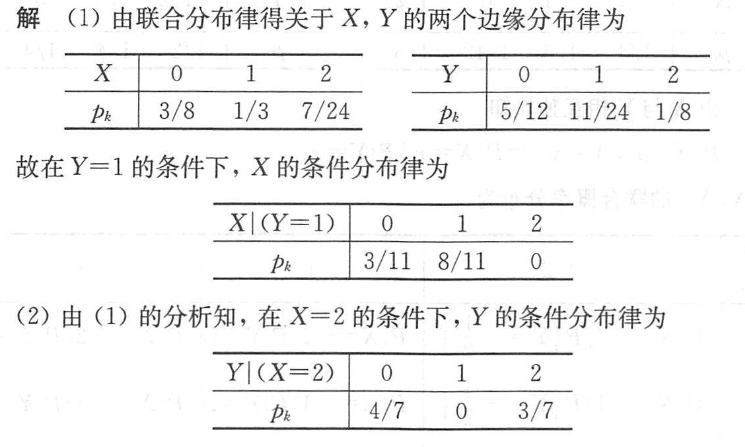 解 （1）由联合分布律得关于 X，Y 的两个边缘分布律为
X 0 1 2 Y 0 1 2
pk 3/8 1/3 7/24 pk 5/12 11/24 1/8
故在 Y=1 的条件下，X 的条件分布律为
X|(Y=1) 0 1 2
pk 3/11 8/11 0
（2）由（1）的分析知，在 X=2 的条件下，Y 的条件分布律为
Y|(X=2) 0 1 2
pk 4/7 0 3/7